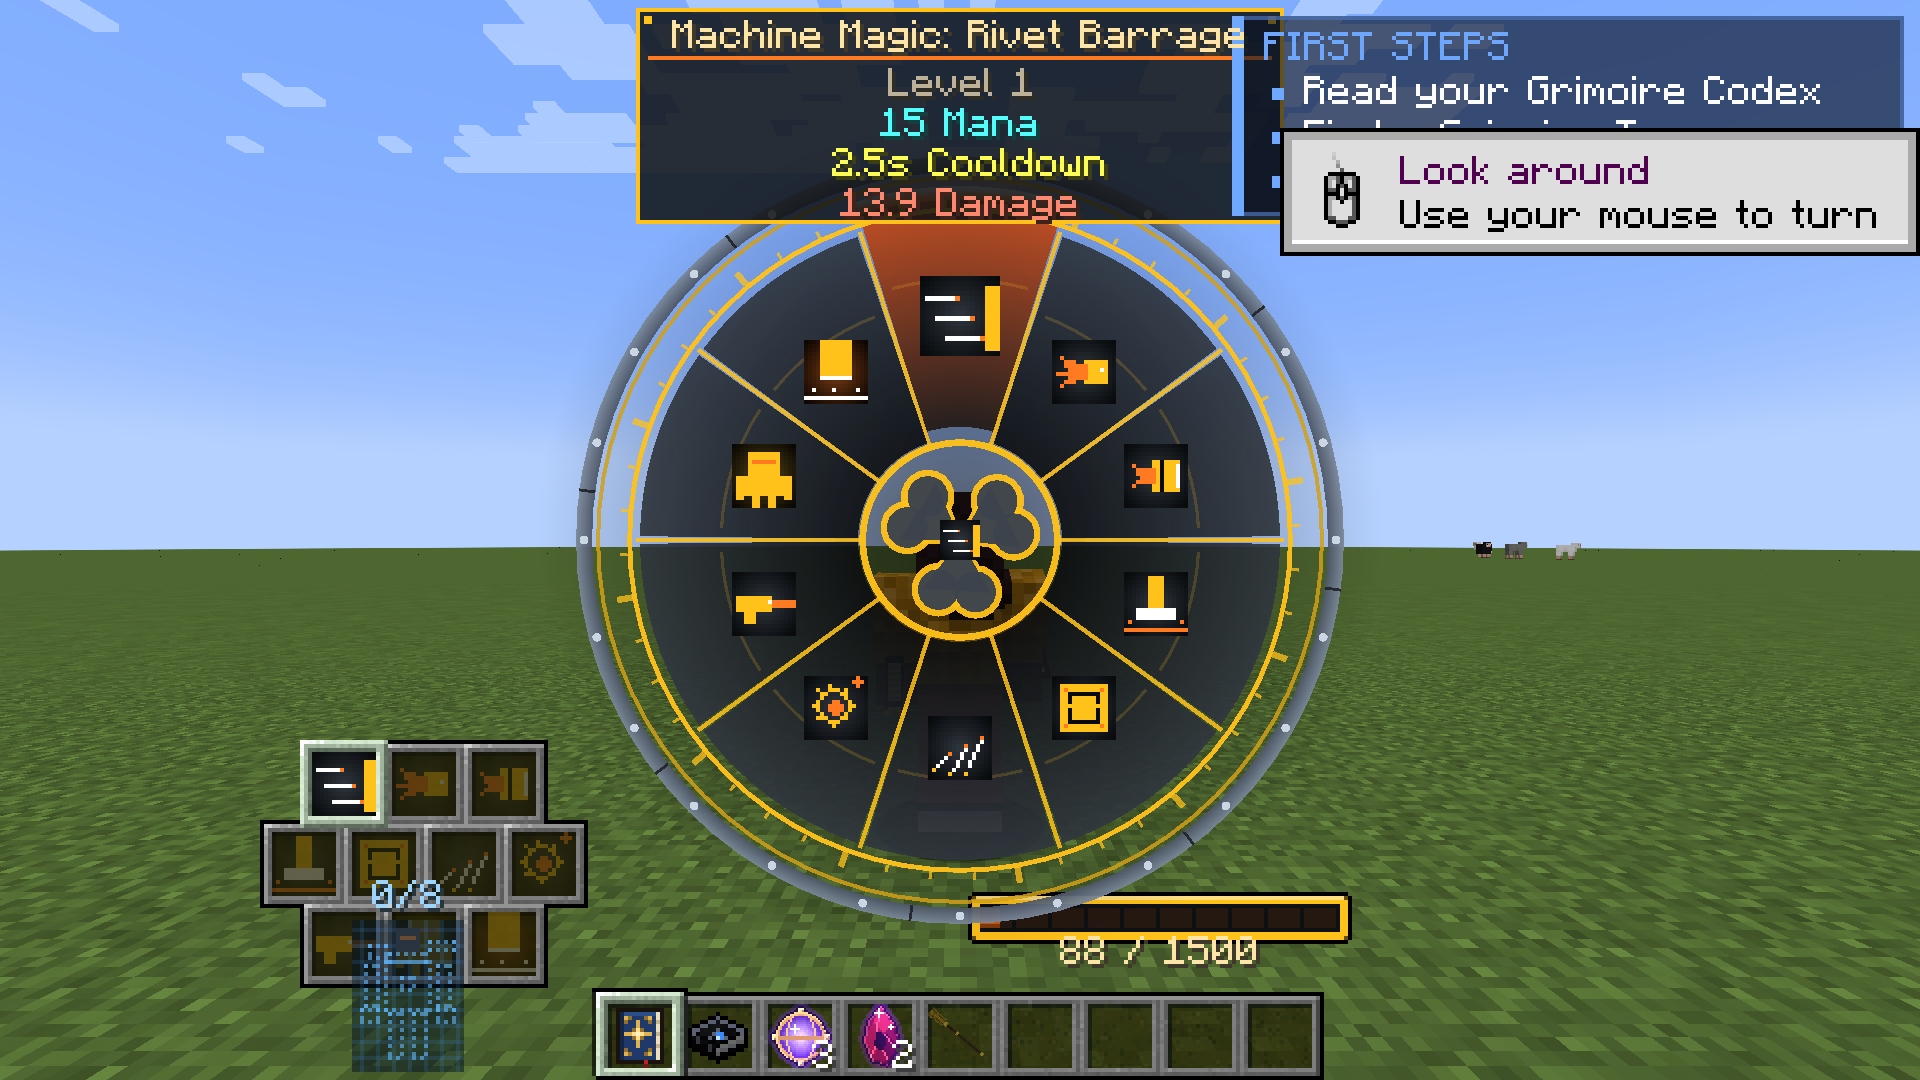 Machine Magic: Rivet Barrage
Level 1
15 Mana
2.5s Cooldown
13.9 Damage
FIRST STEPS
Read your Grimoire Codex
Look around
Use your mouse to turn
0/8
88 / 1500
3
2